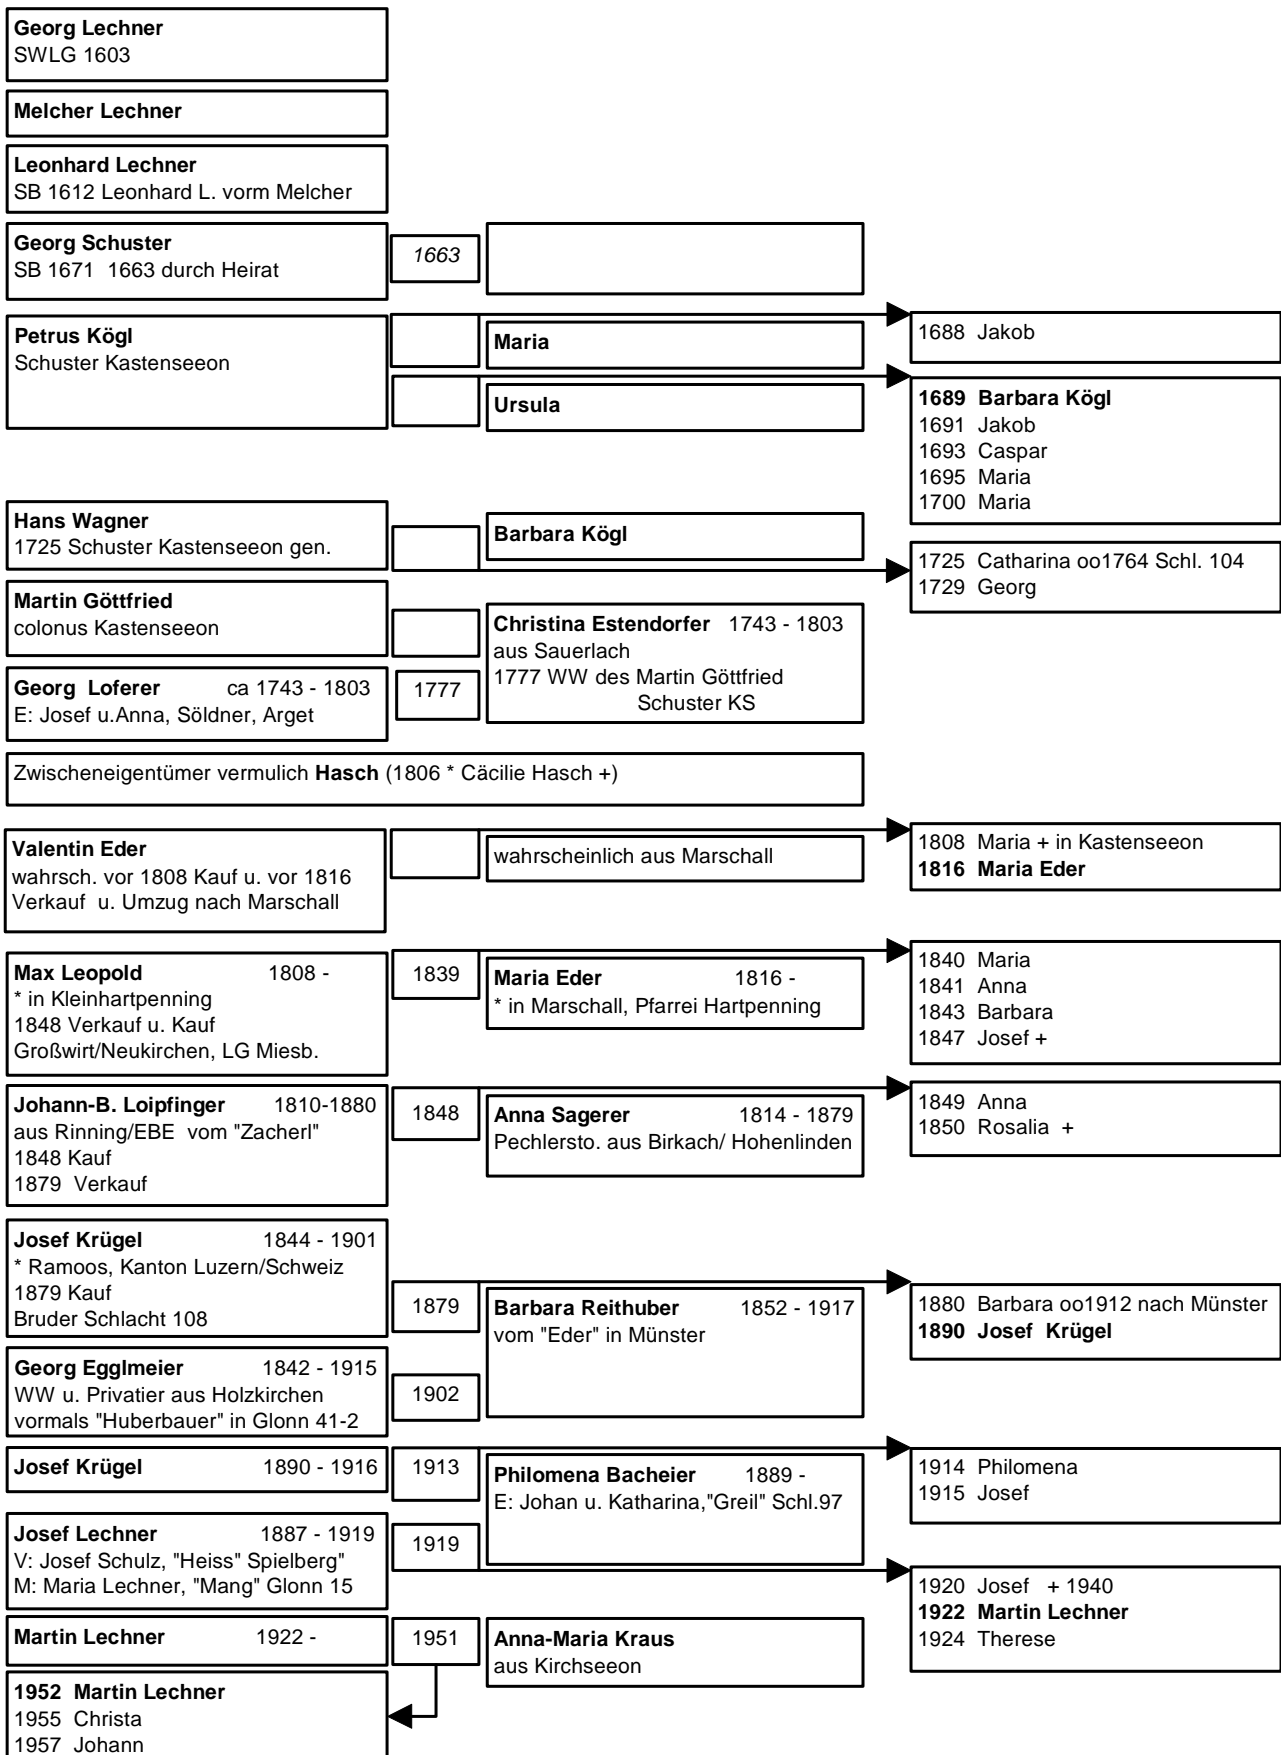 Georg Lechner
SWLG 1603
Melcher Lechner
Leonhard Lechner
SB 1612 Leonhard L. vorm Melcher
Georg Schuster
SB 1671 1663 durch Heirat
1663
Petrus Kögl
Schuster Kastenseeon
Maria
Ursula
1688 Jakob
1689 Barbara Kögl
1691 Jakob
1693 Caspar
1695 Maria
1700 Maria
Hans Wagner
1725 Schuster Kastenseeon gen.
Barbara Kögl
1725 Catharina oo1764 Schl. 104
1729 Georg
Martin Göttfried
colonus Kastenseeon
Christina Estendorfer 1743 - 1803
aus Sauerlach
1777 WW des Martin Göttfried
Schuster KS
Georg Loferer ca 1743 - 1803
E: Josef u.Anna, Söldner, Arget
1777
Zwischeneigentümer vermulich Hasch (1806 * Cäcilie Hasch +)
Valentin Eder
wahrsch. vor 1808 Kauf u. vor 1816
Verkauf u. Umzug nach Marschall
wahrscheinlich aus Marschall
1808 Maria + in Kastenseeon
1816 Maria Eder
Max Leopold 1808 -
* in Kleinhartpenning
1848 Verkauf u. Kauf
Großwirt/Neukirchen, LG Miesb.
1839
Maria Eder 1816 -
* in Marschall, Pfarrei Hartpenning
1840 Maria
1841 Anna
1843 Barbara
1847 Josef +
Johann-B. Loipfinger 1810-1880
aus Rinning/EBE vom "Zacherl"
1848 Kauf
1879 Verkauf
1848
Anna Sagerer 1814 - 1879
Pechlersto. aus Birkach/ Hohenlinden
1849 Anna
1850 Rosalia +
Josef Krügel 1844 - 1901
* Ramoos, Kanton Luzern/Schweiz
1879 Kauf
Bruder Schlacht 108
1879
Barbara Reithuber 1852 - 1917
vom "Eder" in Münster
1880 Barbara oo1912 nach Münster
1890 Josef Krügel
Georg Egglmeier 1842 - 1915
WW u. Privatier aus Holzkirchen
vormals "Huberbauer" in Glonn 41-2
1902
Josef Krügel 1890 - 1916
1913
Philomena Bacheier 1889 -
E: Johan u. Katharina,"Greil" Schl.97
1914 Philomena
1915 Josef
Josef Lechner 1887 - 1919
V: Josef Schulz, "Heiss" Spielberg"
M: Maria Lechner, "Mang" Glonn 15
1919
1920 Josef + 1940
1922 Martin Lechner
1924 Therese
Martin Lechner 1922 -
1951
Anna-Maria Kraus
aus Kirchseeon
1952 Martin Lechner
1955 Christa
1957 Johann